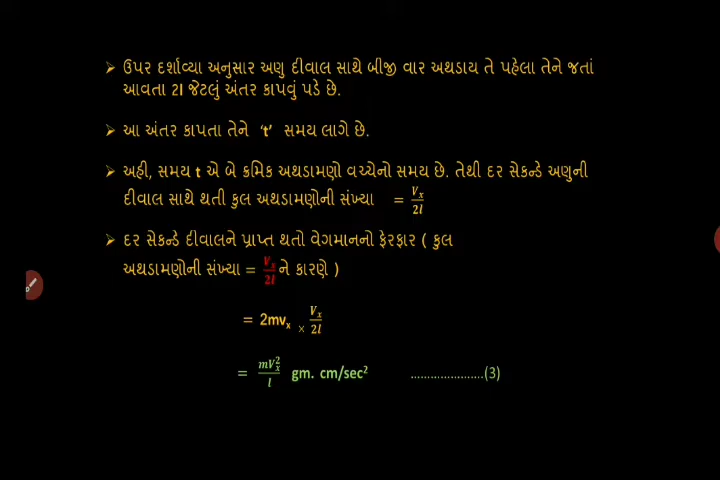 ➢ ઉપર દર્શાવ્યા અનુસાર અણુ દીવાલ સાથે બીજી વાર અથડાય તે પહેલા તેને જતાં
આવતા 2l જેટલું અંતર કાપવું પડે છે.
➢ આ અંતર કાપતા તેને ‘t’ સમય લાગે છે.
➢ અહી, સમય t એ બે ક્રમિક અથડામણો વચ્ચેનો સમય છે. તેથી દર સેકન્ડે અણુની
દીવાલ સાથે થતી કુલ અથડામણોની સંખ્યા = Vₓ/2l
➢ દર સેકન્ડે દીવાલને પ્રાપ્ત થતો વેગમાનનો ફેરફાર ( કુલ
અથડામણોની સંખ્યા = Vₓ/2l ને કારણે )
= 2mvₓ × Vₓ/2l
= mVₓ²/l gm. cm/sec² ......................(3)